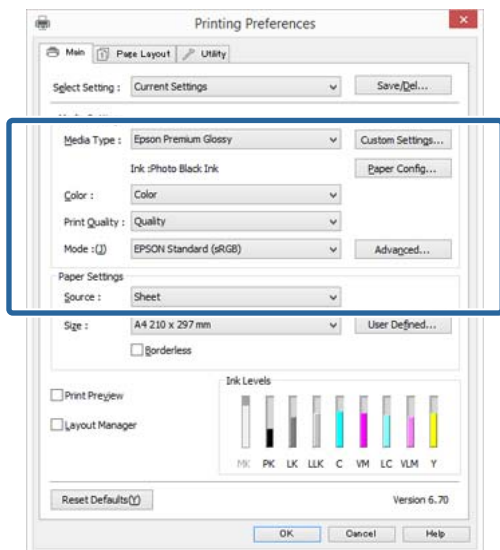 Printing Preferences
Main Page Layout Utility
Select Setting : Current Settings Save/Del...
Media Type : Epson Premium Glossy Custom Settings...
Ink :Photo Black Ink Paper Config...
Color : Color
Print Quality : Quality
Mode :(J) EPSON Standard (sRGB) Advanced...
Paper Settings
Source : Sheet
Size : A4 210 x 297 mm User Defined...
Borderless
Print Preview
Layout Manager
Ink Levels
MK PK LK LLK C VM LC VLM Y
Reset Defaults(Y) Version 6.70
OK Cancel Help